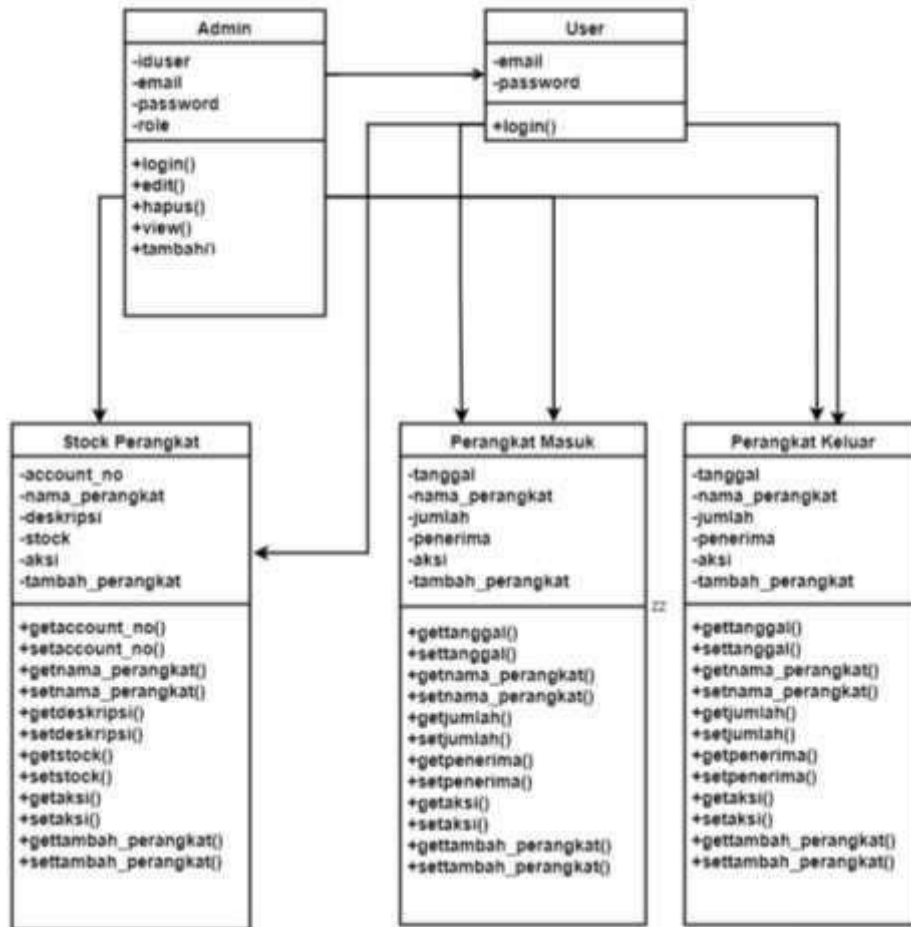 Admin
-iduser
-email
-password
-role
+login()
+edit()
+hapus()
+view()
+tambah()
User
-email
-password
+login()
Stock Perangkat
-account_no
-nama_perangkat
-deskripsi
-stock
-aksi
-tambah_perangkat
+getaccount_no()
+setaccount_no()
+getnama_perangkat()
+setnama_perangkat()
+getdeskripsi()
+setdeskripsi()
+getstock()
+setstock()
+getaksi()
+setaksi()
+gettambah_perangkat()
+settambah_perangkat()
Perangkat Masuk
-tanggal
-nama_perangkat
-jumlah
-penerima
-aksi
-tambah_perangkat
+gettanggal()
+settanggal()
+getnama_perangkat()
+setnama_perangkat()
+getjumlah()
+setjumlah()
+getpenerima()
+setpenerima()
+getaksi()
+setaksi()
+gettambah_perangkat()
+settambah_perangkat()
zz
Perangkat Keluar
-tanggal
-nama_perangkat
-jumlah
-penerima
-aksi
-tambah_perangkat
+gettanggal()
+settanggal()
+getnama_perangkat()
+setnama_perangkat()
+getjumlah()
+setjumlah()
+getpenerima()
+setpenerima()
+getaksi()
+setaksi()
+gettambah_perangkat()
+settambah_perangkat()